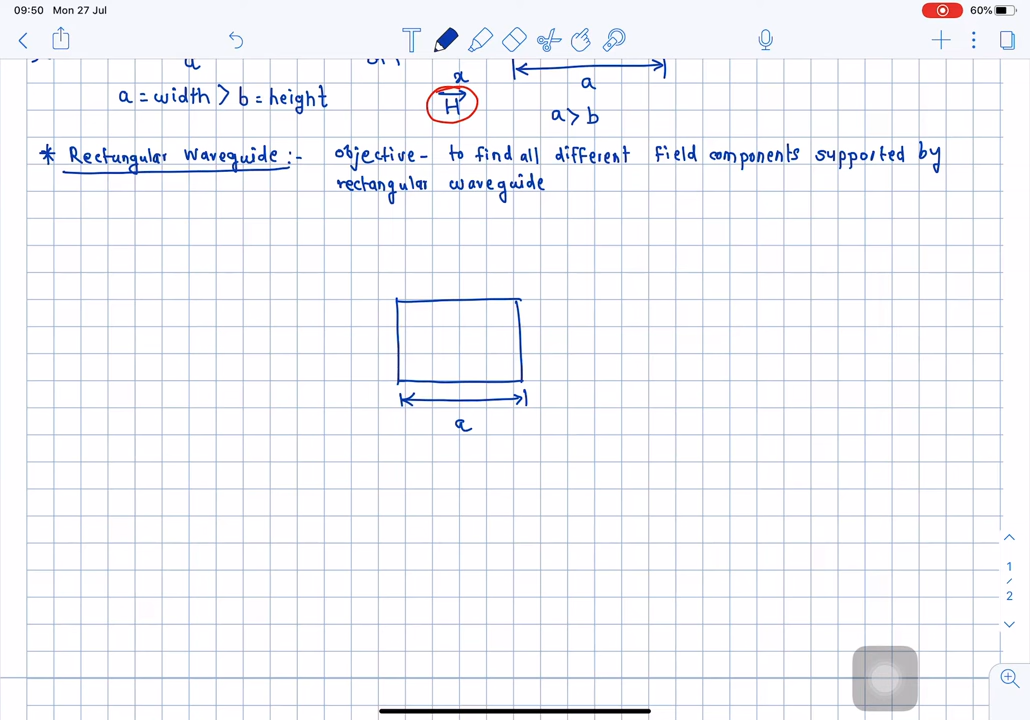 09:50 Mon 27 Jul
60%
T
x
a = width > b = height
H
a
a > b
* Rectangular Waveguide :- objective - to find all different field components supported by
rectangular waveguide
a
1
/
2